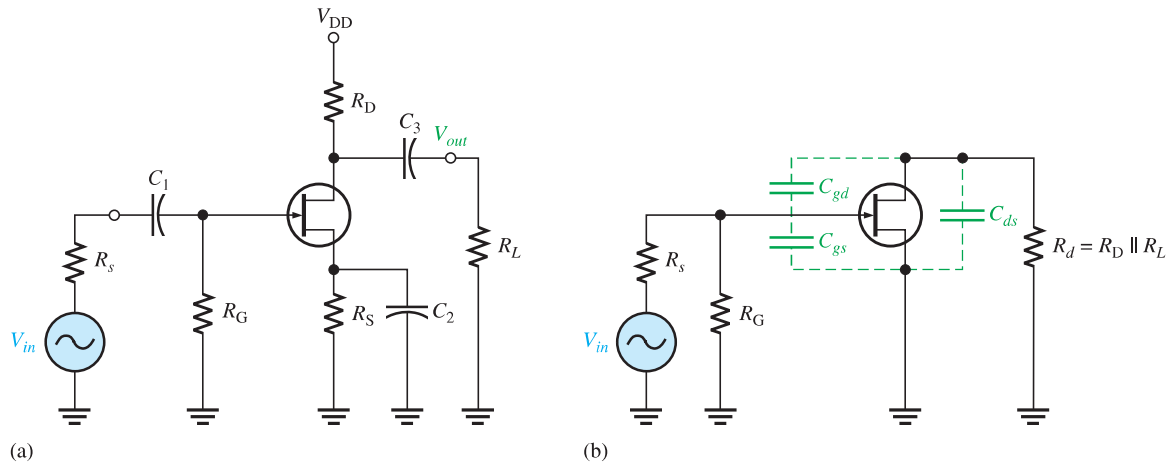 V_DD
R_D
C_3
V_out
C_1
R_s
R_G
R_S
C_2
R_L
V_in
(a)
C_gd
C_gs
C_ds
R_s
R_G
R_d = R_D ∥ R_L
V_in
(b)